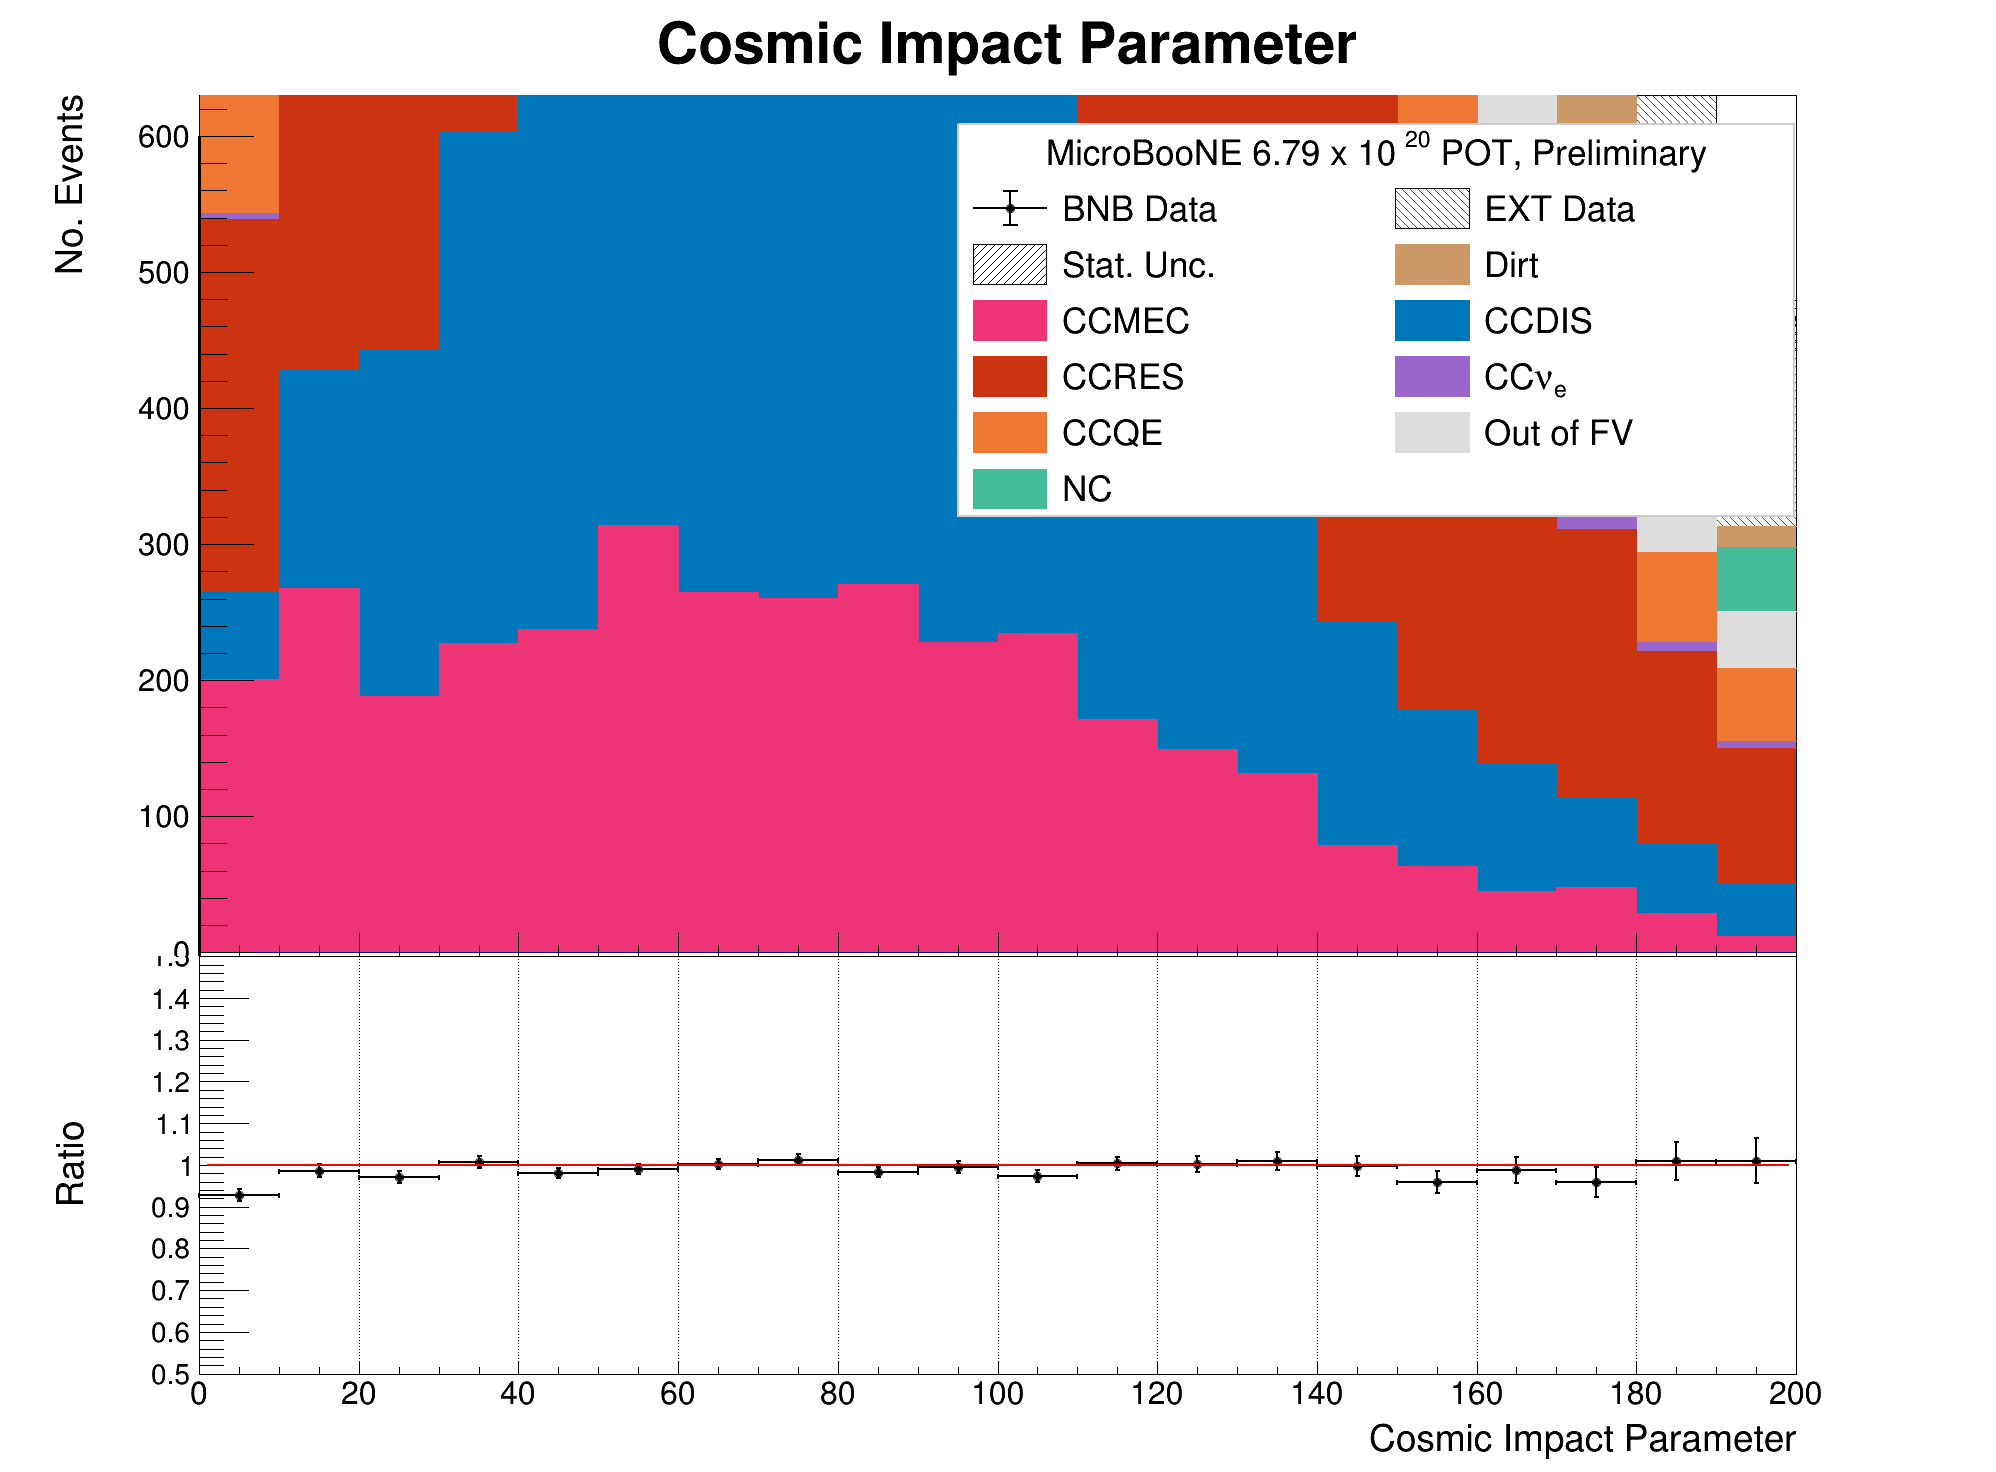 Cosmic Impact Parameter
No. Events
600
500
400
300
200
100
0
MicroBooNE 6.79 x 10 20 POT, Preliminary
BNB Data
EXT Data
Stat. Unc.
Dirt
CCMEC
CCDIS
CCRES
CCνe
CCQE
Out of FV
NC
Ratio
1.5
1.4
1.3
1.2
1.1
1
0.9
0.8
0.7
0.6
0.5
0 20 40 60 80 100 120 140 160 180 200
Cosmic Impact Parameter